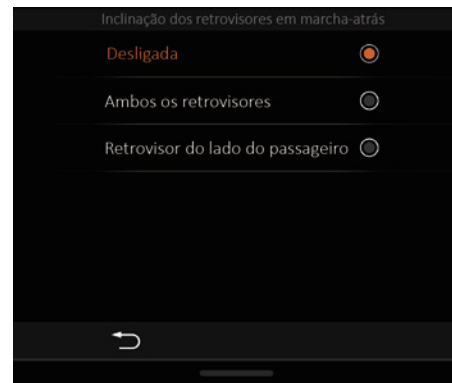 Inclinação dos retrovisores em marcha-atrás
Desligada
Ambos os retrovisores
Retrovisor do lado do passageiro